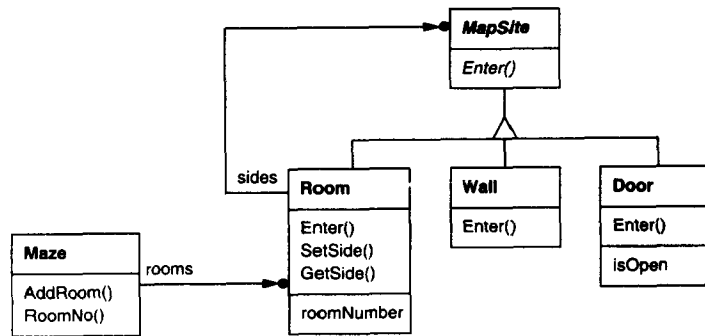 MapSite
Enter()
sides
Room
Enter()
SetSide()
GetSide()
roomNumber
Wall
Enter()
Door
Enter()
isOpen
Maze
AddRoom()
RoomNo()
rooms